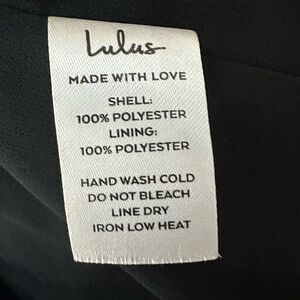 Lulus
MADE WITH LOVE
SHELL:
100% POLYESTER
LINING:
100% POLYESTER
HAND WASH COLD
DO NOT BLEACH
LINE DRY
IRON LOW HEAT